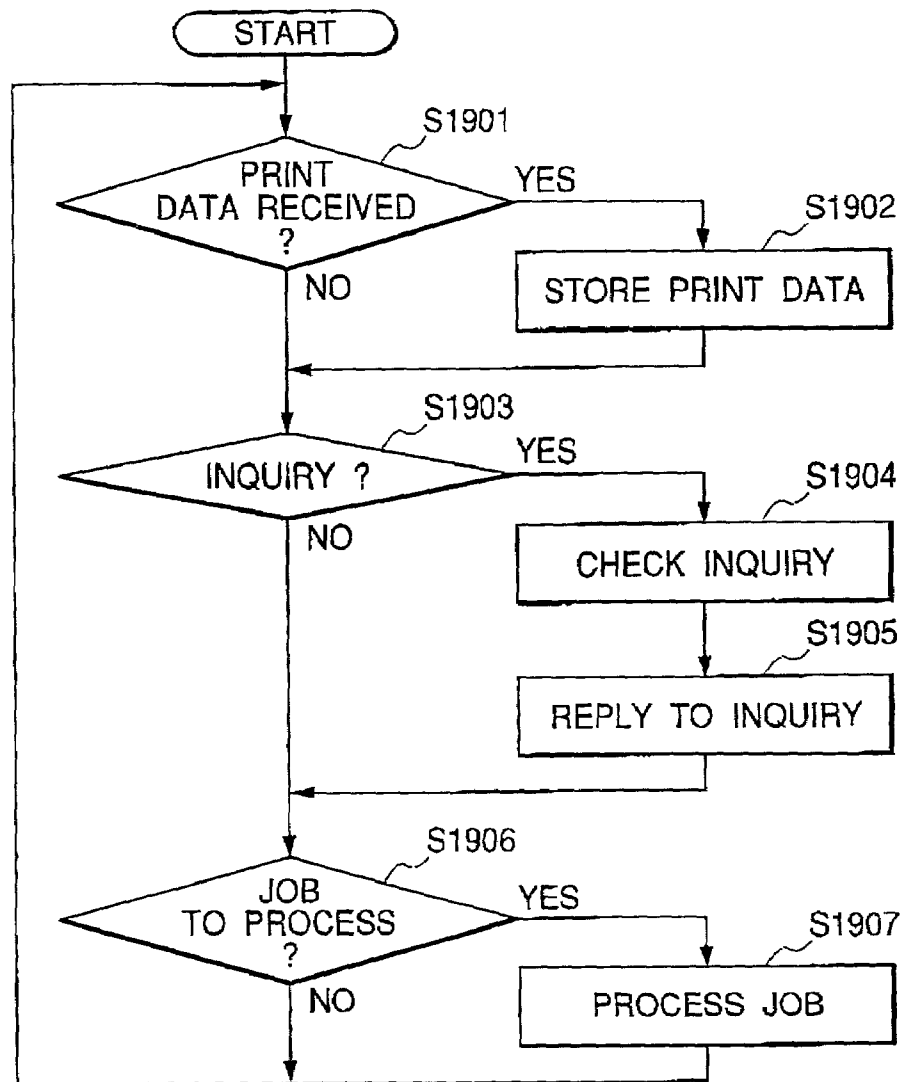 START
S1901
PRINT
DATA RECEIVED
?
YES
NO
S1902
STORE PRINT DATA
S1903
INQUIRY ?
YES
NO
S1904
CHECK INQUIRY
S1905
REPLY TO INQUIRY
S1906
JOB
TO PROCESS
?
YES
NO
S1907
PROCESS JOB